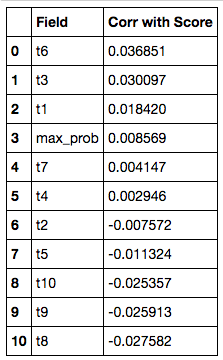 Field Corr with Score
0 t6 0.036851
1 t3 0.030097
2 t1 0.018420
3 max_prob 0.008569
4 t7 0.004147
5 t4 0.002946
6 t2 -0.007572
7 t5 -0.011324
8 t10 -0.025357
9 t9 -0.025913
10 t8 -0.027582